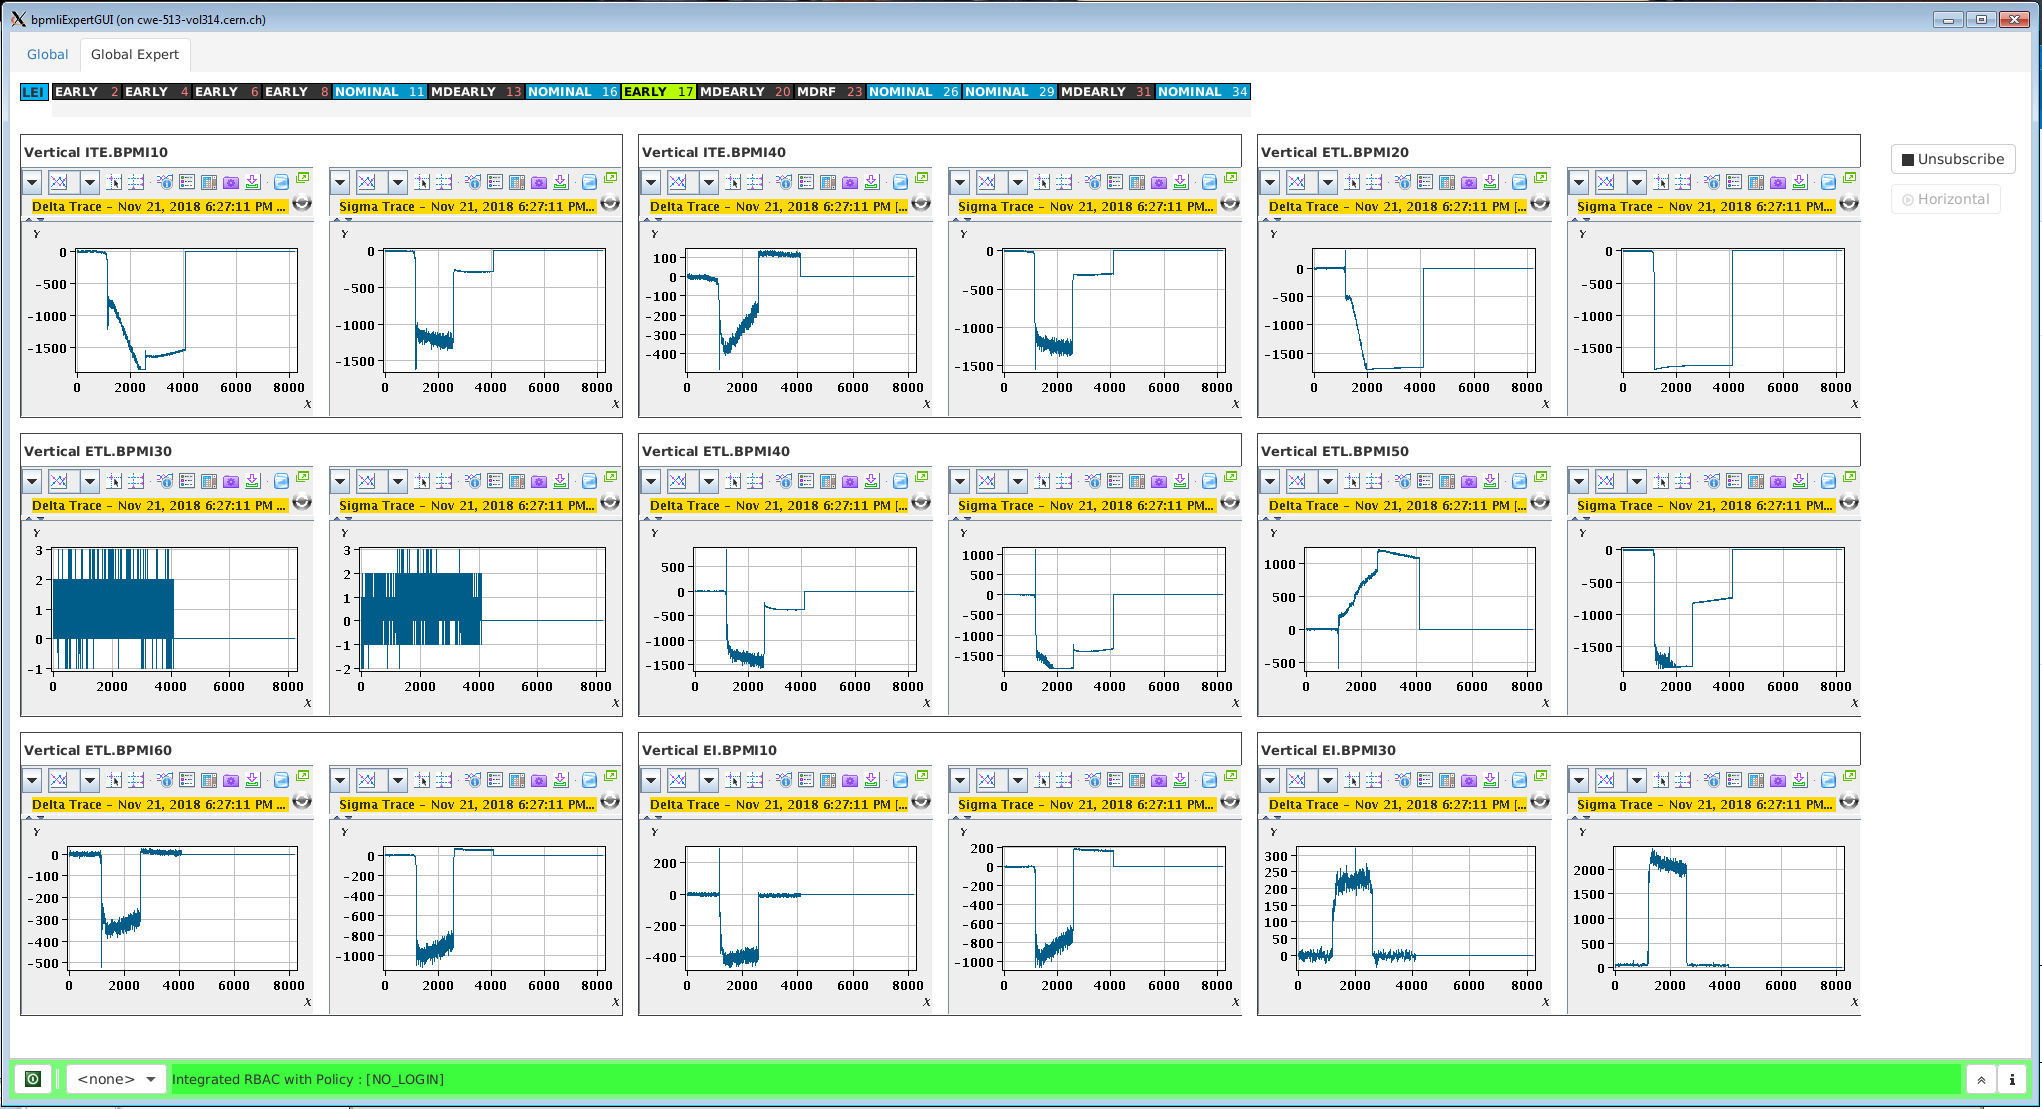 bpmliExpertGUI (on cwe-513-vol314.cern.ch)
Global Global Expert
LEI EARLY 2 EARLY 4 EARLY 6 EARLY 8 NOMINAL 11 MDEARLY 13 NOMINAL 16 EARLY 17 MDEARLY 20 MDRF 23 NOMINAL 26 NOMINAL 29 MDEARLY 31 NOMINAL 34
Unsubscribe
Horizontal
Vertical ITE.BPMI10
Delta Trace - Nov 21, 2018 6:27:11 PM ...
Y
0
-500
-1000
-1500
0 2000 4000 6000 8000
X
Sigma Trace - Nov 21, 2018 6:27:11 PM...
Y
0
-500
-1000
-1500
0 2000 4000 6000 8000
X
Vertical ITE.BPMI40
Delta Trace - Nov 21, 2018 6:27:11 PM [...
Y
100
0
-100
-200
-300
-400
0 2000 4000 6000 8000
X
Sigma Trace - Nov 21, 2018 6:27:11 PM...
Y
0
-500
-1000
-1500
0 2000 4000 6000 8000
X
Vertical ETL.BPMI20
Delta Trace - Nov 21, 2018 6:27:11 PM [...
Y
0
-500
-1000
-1500
0 2000 4000 6000 8000
X
Sigma Trace - Nov 21, 2018 6:27:11 PM...
Y
0
-500
-1000
-1500
0 2000 4000 6000 8000
X
Vertical ETL.BPMI30
Delta Trace - Nov 21, 2018 6:27:11 PM ...
Y
3
2
1
0
-1
0 2000 4000 6000 8000
X
Sigma Trace - Nov 21, 2018 6:27:11 PM...
Y
3
2
1
0
-1
-2
0 2000 4000 6000 8000
X
Vertical ETL.BPMI40
Delta Trace - Nov 21, 2018 6:27:11 PM [...
Y
500
0
-500
-1000
-1500
0 2000 4000 6000 8000
X
Sigma Trace - Nov 21, 2018 6:27:11 PM...
Y
1000
500
0
-500
-1000
-1500
0 2000 4000 6000 8000
X
Vertical ETL.BPMI50
Delta Trace - Nov 21, 2018 6:27:11 PM [...
Y
1000
500
0
-500
0 2000 4000 6000 8000
X
Sigma Trace - Nov 21, 2018 6:27:11 PM...
Y
0
-500
-1000
-1500
0 2000 4000 6000 8000
X
Vertical ETL.BPMI60
Delta Trace - Nov 21, 2018 6:27:11 PM ...
Y
0
-100
-200
-300
-400
-500
0 2000 4000 6000 8000
X
Sigma Trace - Nov 21, 2018 6:27:11 PM...
Y
0
-200
-400
-600
-800
-1000
0 2000 4000 6000 8000
X
Vertical EI.BPMI10
Delta Trace - Nov 21, 2018 6:27:11 PM [...
Y
200
0
-200
-400
0 2000 4000 6000 8000
X
Sigma Trace - Nov 21, 2018 6:27:11 PM...
Y
200
0
-200
-400
-600
-800
-1000
0 2000 4000 6000 8000
X
Vertical EI.BPMI30
Delta Trace - Nov 21, 2018 6:27:11 PM [...
Y
300
250
200
150
100
50
0
0 2000 4000 6000 8000
X
Sigma Trace - Nov 21, 2018 6:27:11 PM...
Y
2000
1500
1000
500
0
0 2000 4000 6000 8000
X
<none> Integrated RBAC with Policy : [NO_LOGIN]